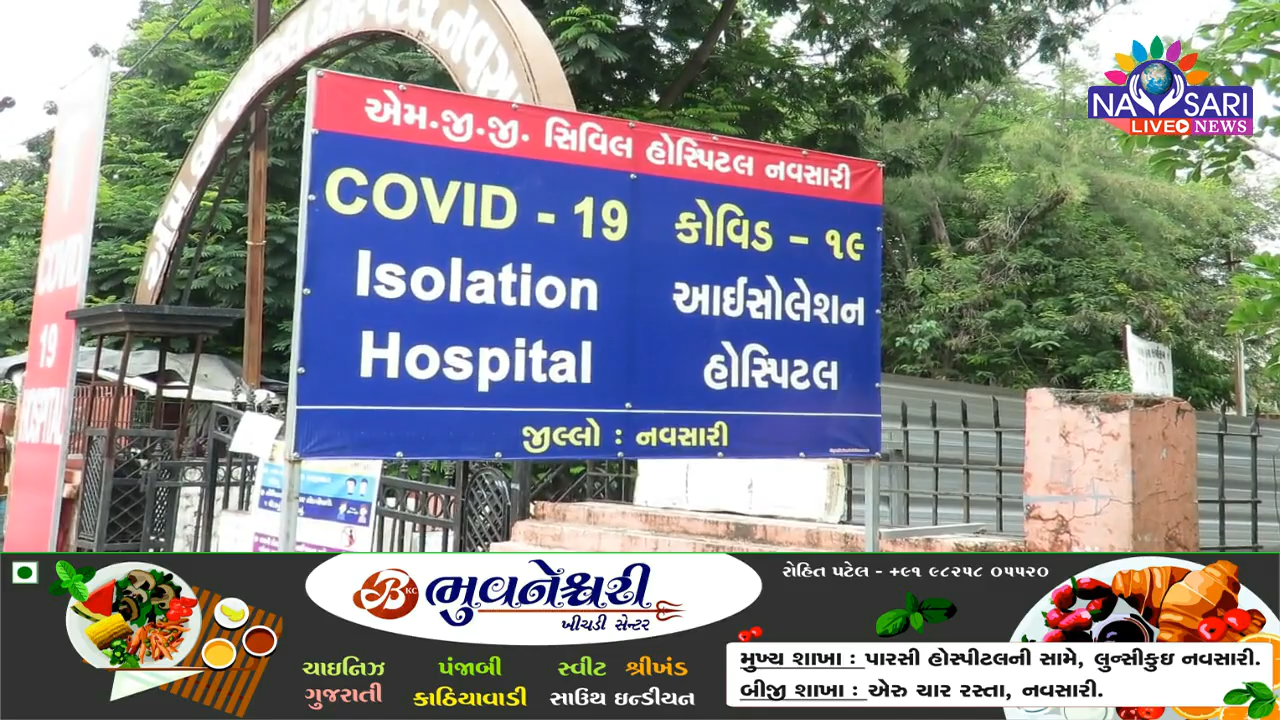 NAVSARI
LIVE NEWS
એમ.જી.જી. સિવિલ હોસ્પિટલ નવસારી
COVID - 19
Isolation
Hospital
કોવિડ - ૧૯
આઈસોલેશન
હોસ્પિટલ
જીલ્લો : નવસારી
COVID
19
ભુવનેશ્વરી
ખીચડી સેન્ટર
ચાઇનિઝ પંજાબી સ્વીટ શ્રીખંડ
ગુજરાતી કાઠિયાવાડી સાઉથ ઇન્ડીયન
રોહિત પટેલ - +૯૧ ૯૮૨૫૮ ૦૫૫૨૦
મુખ્ય શાખા : પારસી હોસ્પીટલની સામે, લુન્સીકુઇ નવસારી.
બીજી શાખા : એરુ ચાર રસ્તા, નવસારી.